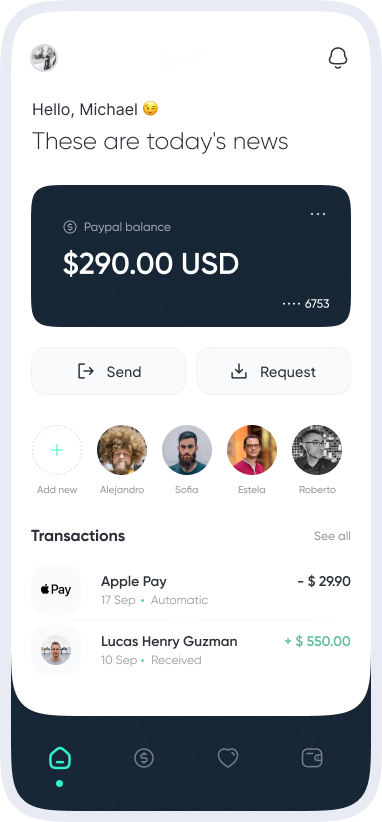 Hello, Michael 😉
These are today's news
...
Paypal balance
$290.00 USD
···· 6753
Send
Request
Add new
Alejandro
Sofia
Estela
Roberto
Transactions
See all
Pay
Apple Pay
- $ 29.90
17 Sep • Automatic
Lucas Henry Guzman
+ $ 550.00
10 Sep • Received